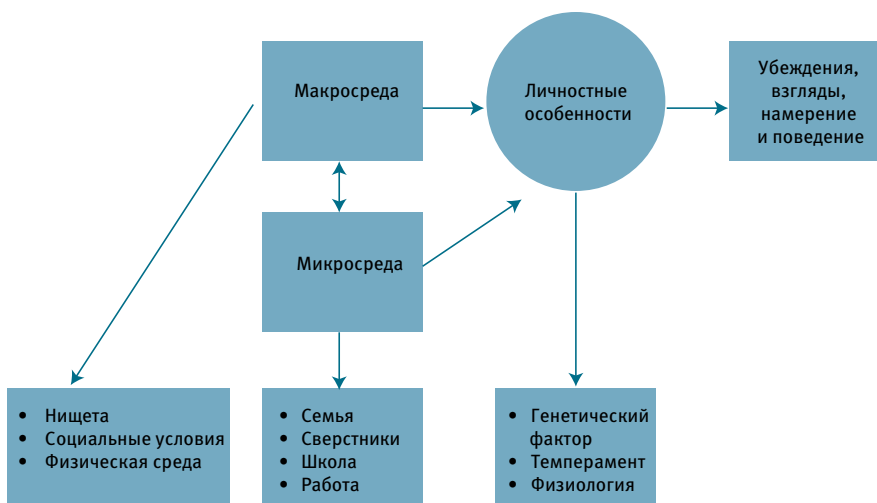 Макросреда
Личностные
особенности
Убеждения,
взгляды,
намерение
и поведение
Микросреда
• Нищета
• Социальные условия
• Физическая среда
• Семья
• Сверстники
• Школа
• Работа
• Генетический
фактор
• Темперамент
• Физиология